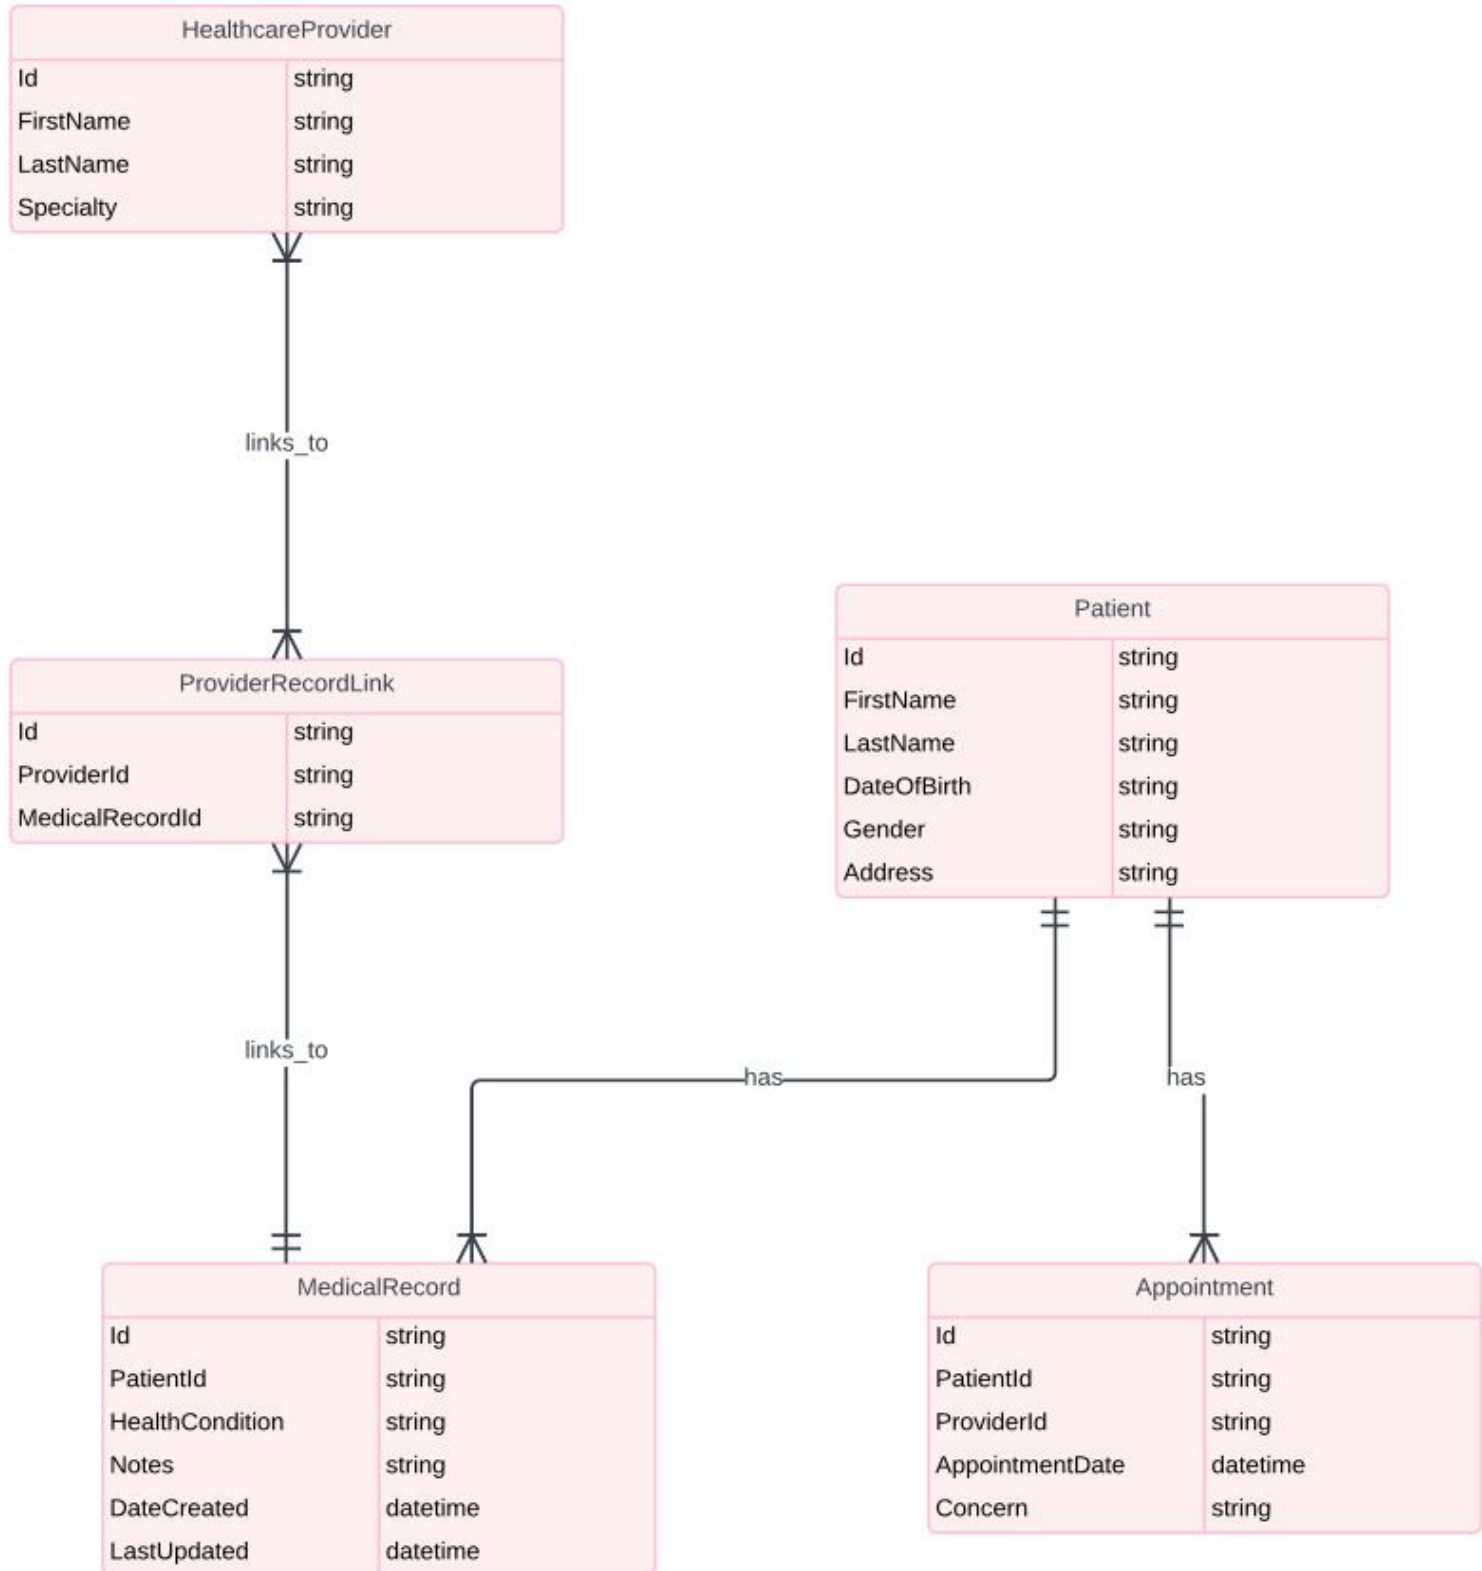 HealthcareProvider
Id string
FirstName string
LastName string
Specialty string
links_to
ProviderRecordLink
Id string
ProviderId string
MedicalRecordId string
Patient
Id string
FirstName string
LastName string
DateOfBirth string
Gender string
Address string
links_to
has
has
MedicalRecord
Id string
PatientId string
HealthCondition string
Notes string
DateCreated datetime
LastUpdated datetime
Appointment
Id string
PatientId string
ProviderId string
AppointmentDate datetime
Concern string